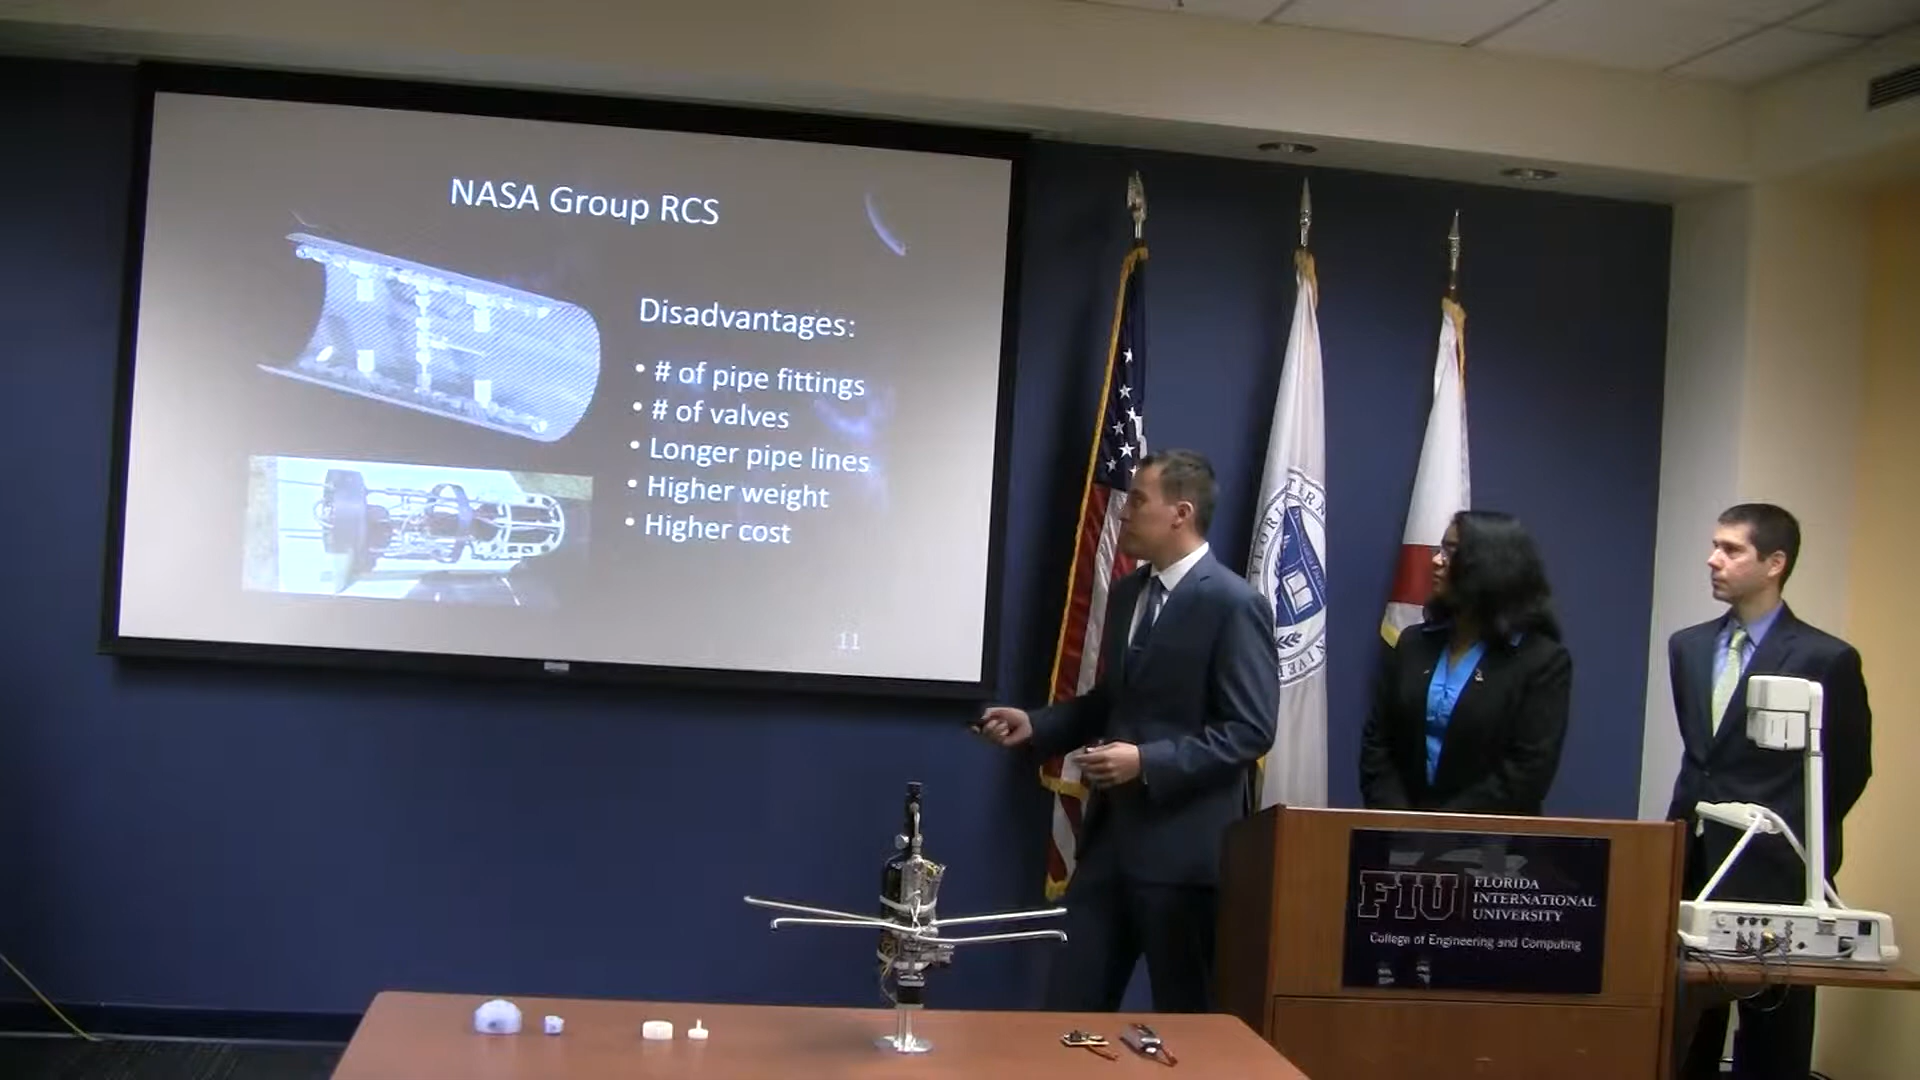 NASA Group RCS
Disadvantages:
• # of pipe fittings
• # of valves
• Longer pipe lines
• Higher weight
• Higher cost
11
FIU
FLORIDA
INTERNATIONAL
UNIVERSITY
College of Engineering and Computing